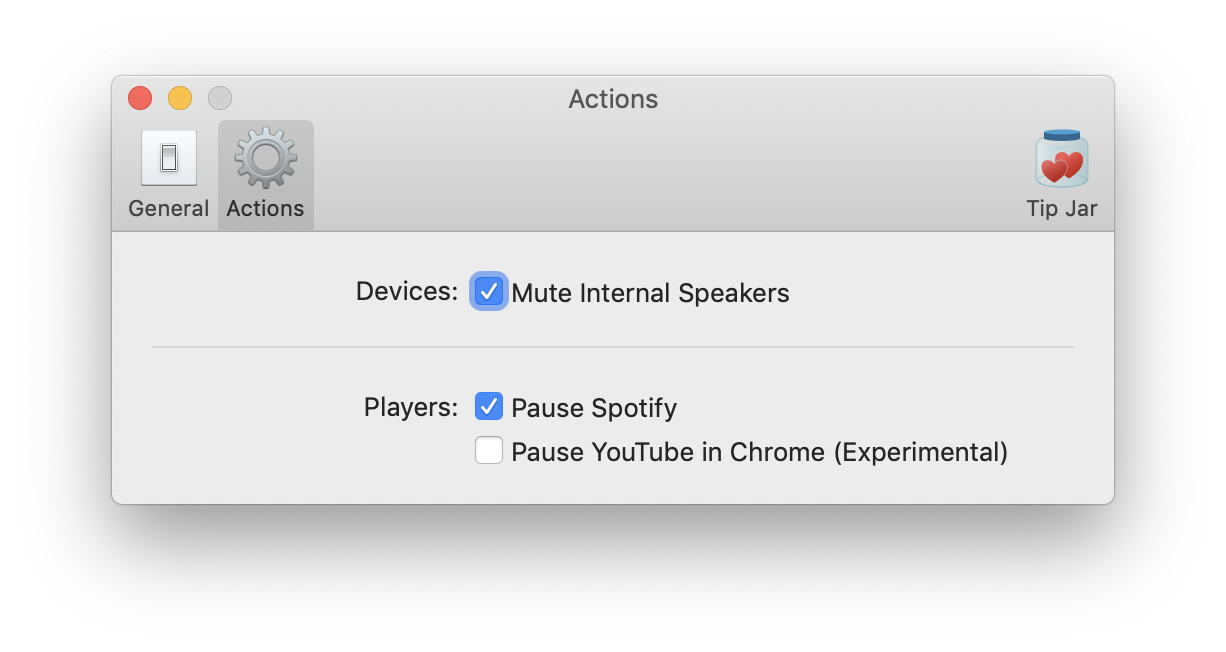 Actions
General
Actions
Tip Jar
Devices: Mute Internal Speakers
Players: Pause Spotify
Pause YouTube in Chrome (Experimental)